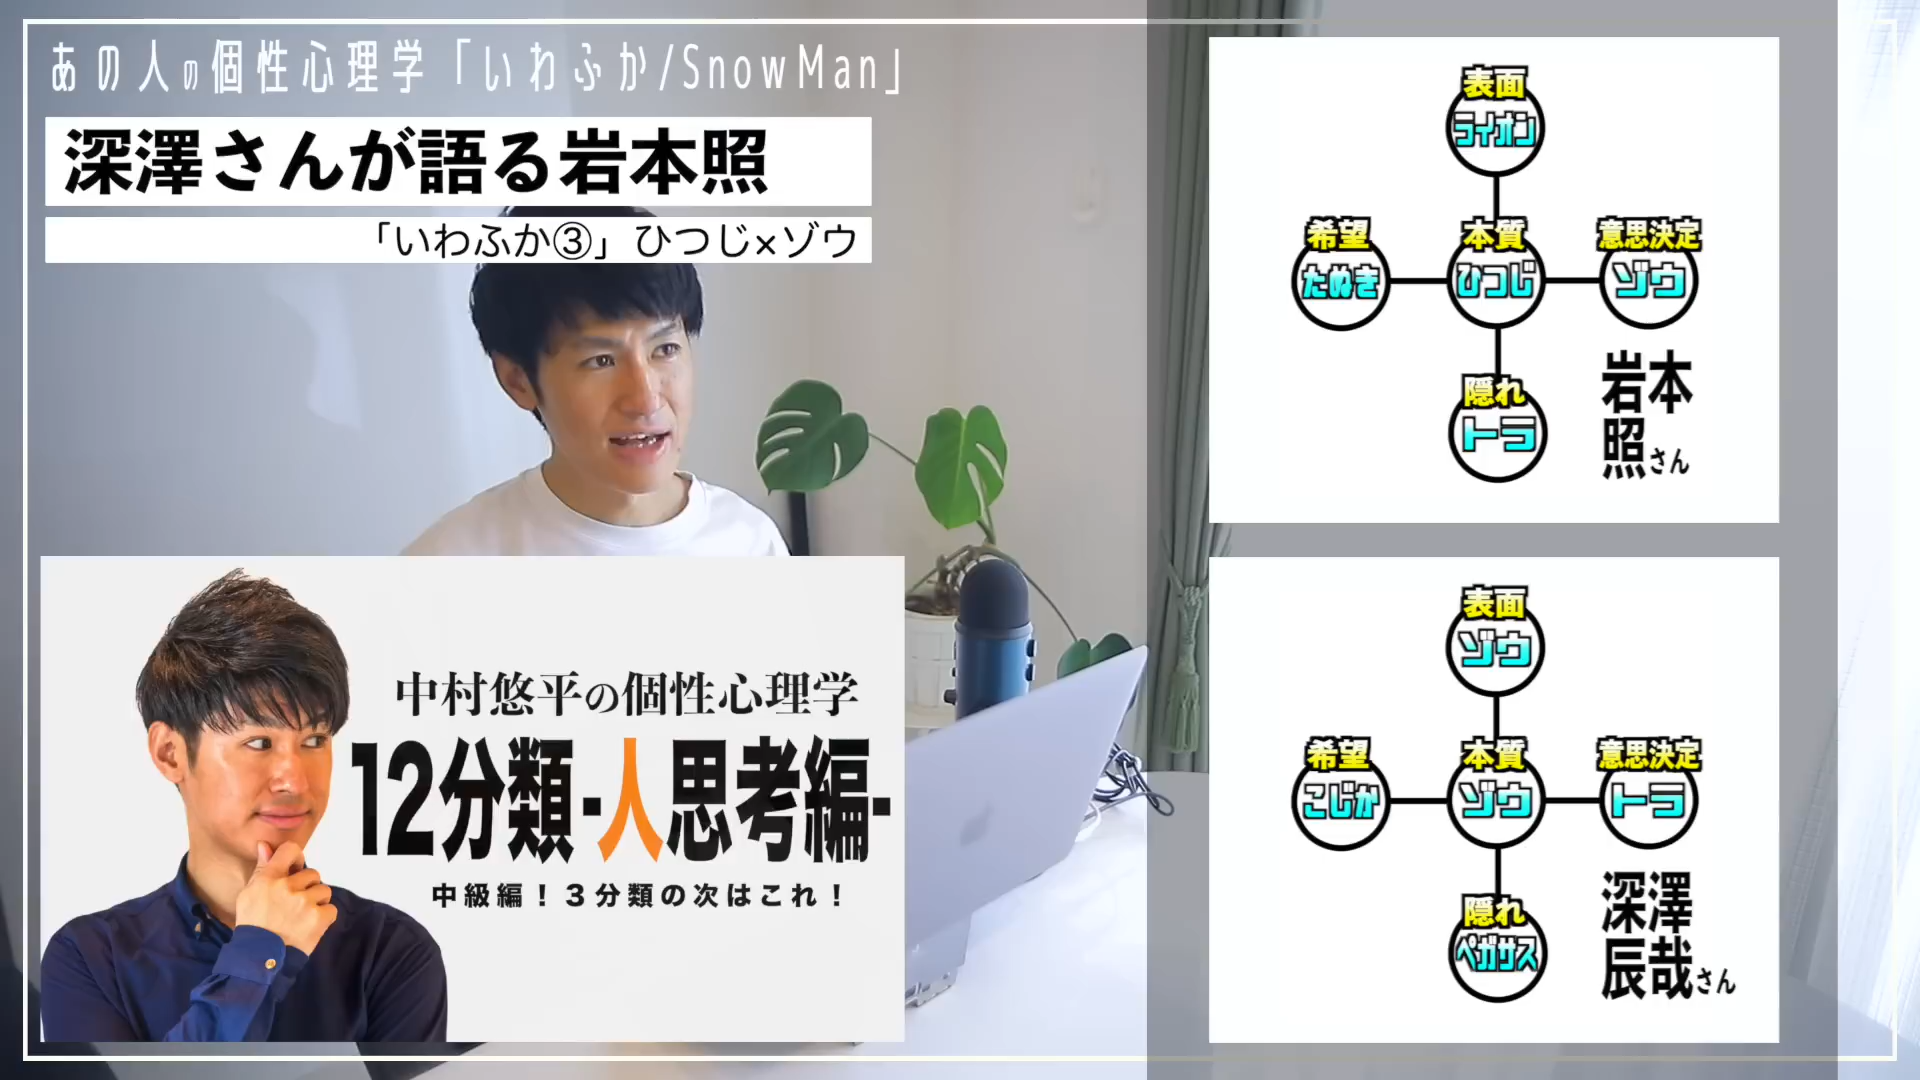 あの人の個性心理学「いわふか/SnowMan」
深澤さんが語る岩本照
「いわふか③」ひつじ×ゾウ
中村悠平の個性心理学
12分類-人思考編-
中級編！３分類の次はこれ！
表面
ライオン
希望
たぬき
本質
ひつじ
意思決定
ゾウ
隠れ
トラ
岩本
照さん
表面
ゾウ
希望
こじか
本質
ゾウ
意思決定
トラ
隠れ
ペガサス
深澤
辰哉さん